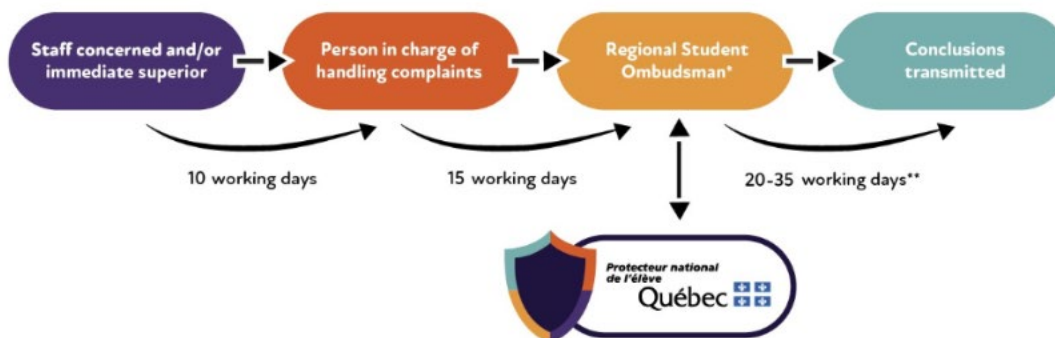 Staff concerned and/or
immediate superior
Person in charge of
handling complaints
Regional Student
Ombudsman*
Conclusions
transmitted
10 working days
15 working days
20-35 working days**
Protecteur national
de l'élève
Québec